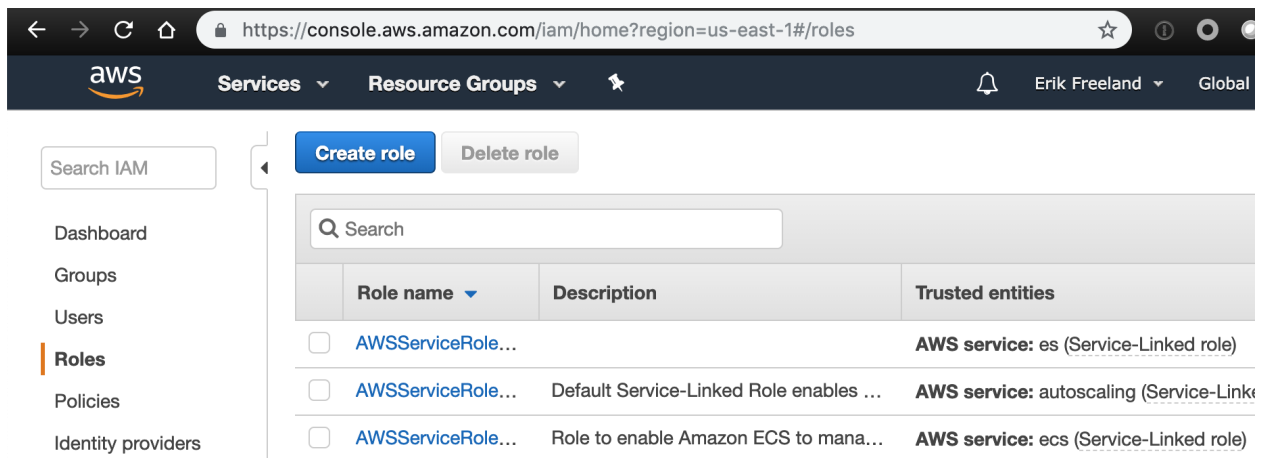 https://console.aws.amazon.com/iam/home?region=us-east-1#/roles
aws Services Resource Groups Erik Freeland Global
Create role Delete role
Search IAM
Search
Dashboard
Groups
Users
Roles
Policies
Identity providers
Role name Description Trusted entities
AWSServiceRole... AWS service: es (Service-Linked role)
AWSServiceRole... Default Service-Linked Role enables ... AWS service: autoscaling (Service-Linke
AWSServiceRole... Role to enable Amazon ECS to mana... AWS service: ecs (Service-Linked role)